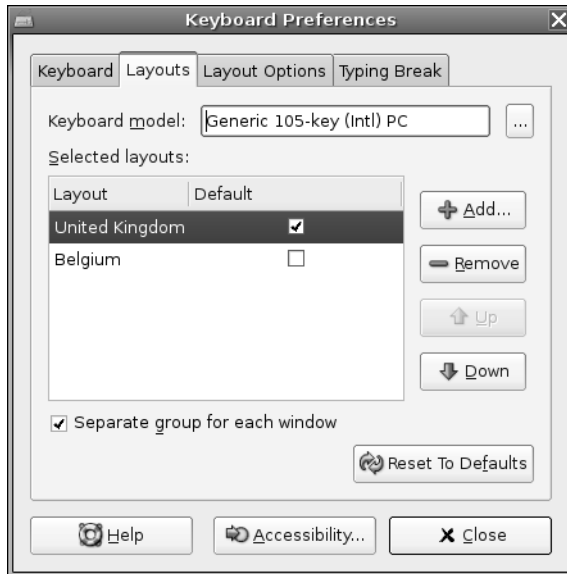 Keyboard Preferences
Keyboard Layouts Layout Options Typing Break
Keyboard model: Generic 105-key (Intl) PC ...
Selected layouts:
Layout Default
United Kingdom
Belgium
Add...
Remove
Up
Down
Separate group for each window
Reset To Defaults
Help Accessibility... Close